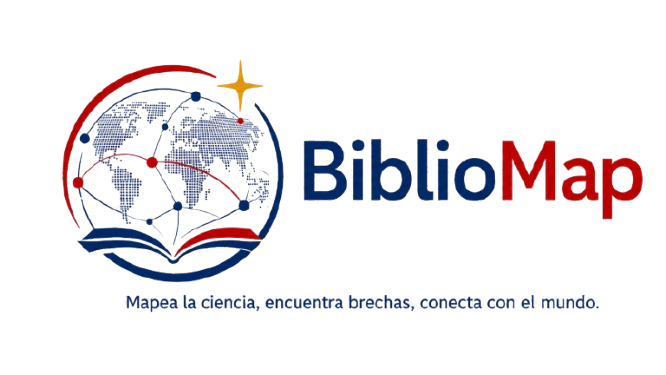 BiblioMap
Mapea la ciencia, encuentra brechas, conecta con el mundo.